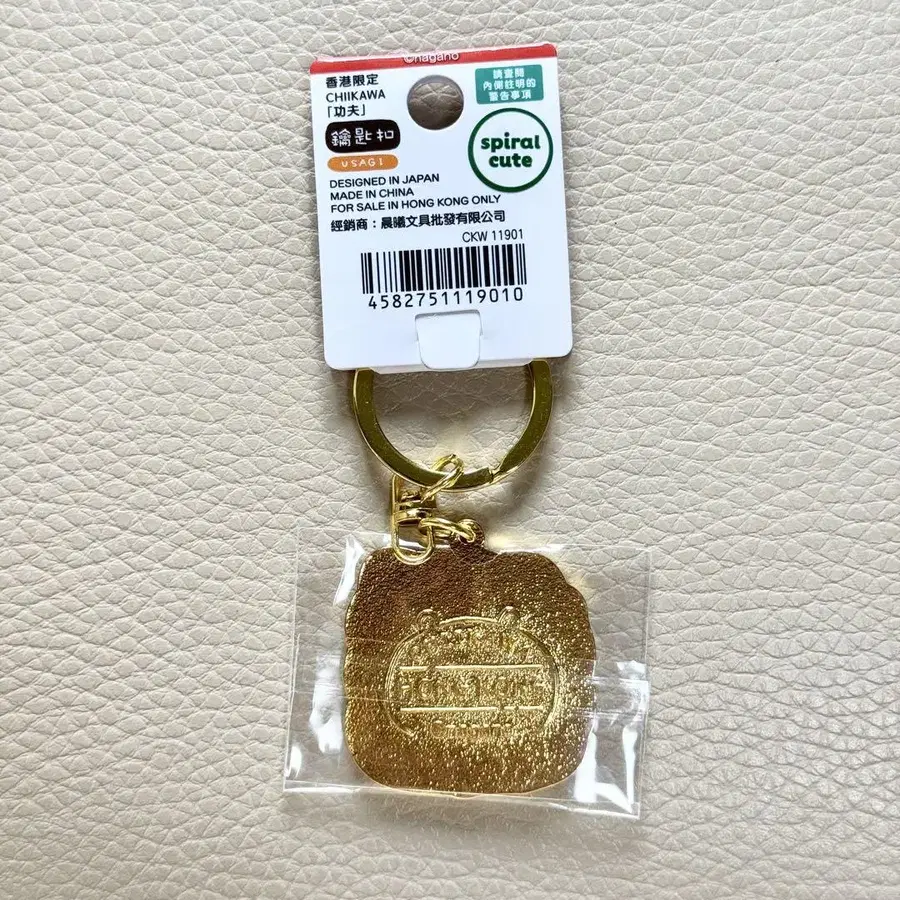 ©nagano
香港限定
CHIIKAWA
「功夫」
鑰匙扣
USAGI
請查閱
內側註明的
警告事項
spiral
cute
DESIGNED IN JAPAN
MADE IN CHINA
FOR SALE IN HONG KONG ONLY
經銷商：晨議文具批發有限公司
CKW 11901
4582751119010
HONG KONG